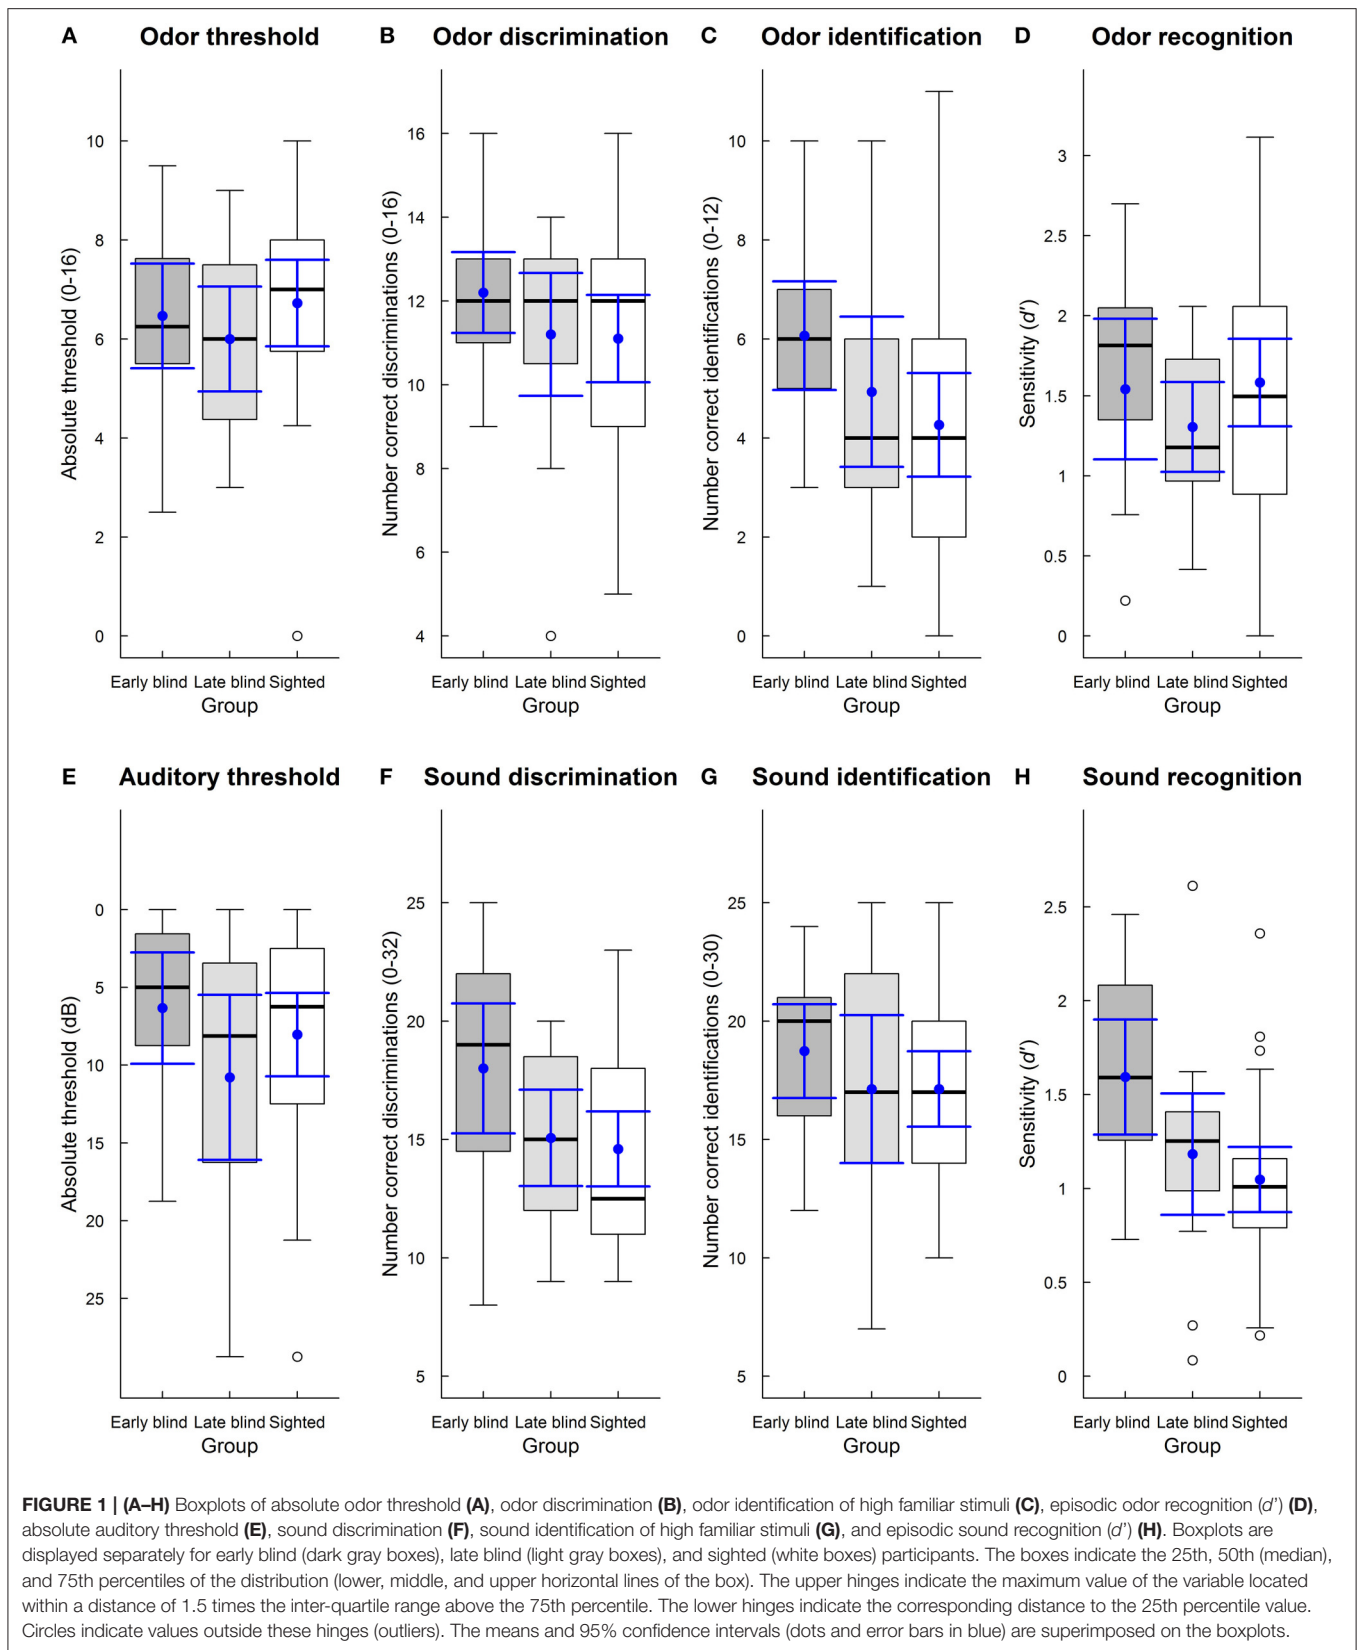 A Odor threshold
B Odor discrimination
C Odor identification
D Odor recognition
Absolute threshold (0-16)
10
8
6
4
2
0
Early blind Late blind Sighted
Group
Number correct discriminations (0-16)
16
14
12
10
8
6
4
Early blind Late blind Sighted
Group
Number correct identifications (0-12)
10
8
6
4
2
0
Early blind Late blind Sighted
Group
Sensitivity (d′)
3
2.5
2
1.5
1
0.5
0
Early blind Late blind Sighted
Group
E Auditory threshold
F Sound discrimination
G Sound identification
H Sound recognition
Absolute threshold (dB)
0
5
10
15
20
25
Early blind Late blind Sighted
Group
Number correct discriminations (0-32)
25
20
15
10
5
Early blind Late blind Sighted
Group
Number correct identifications (0-30)
25
20
15
10
5
Early blind Late blind Sighted
Group
Sensitivity (d′)
2.5
2
1.5
1
0.5
0
Early blind Late blind Sighted
Group
FIGURE 1 | (A–H) Boxplots of absolute odor threshold (A), odor discrimination (B), odor identification of high familiar stimuli (C), episodic odor recognition (d') (D),
absolute auditory threshold (E), sound discrimination (F), sound identification of high familiar stimuli (G), and episodic sound recognition (d') (H). Boxplots are
displayed separately for early blind (dark gray boxes), late blind (light gray boxes), and sighted (white boxes) participants. The boxes indicate the 25th, 50th (median),
and 75th percentiles of the distribution (lower, middle, and upper horizontal lines of the box). The upper hinges indicate the maximum value of the variable located
within a distance of 1.5 times the inter-quartile range above the 75th percentile. The lower hinges indicate the corresponding distance to the 25th percentile value.
Circles indicate values outside these hinges (outliers). The means and 95% confidence intervals (dots and error bars in blue) are superimposed on the boxplots.